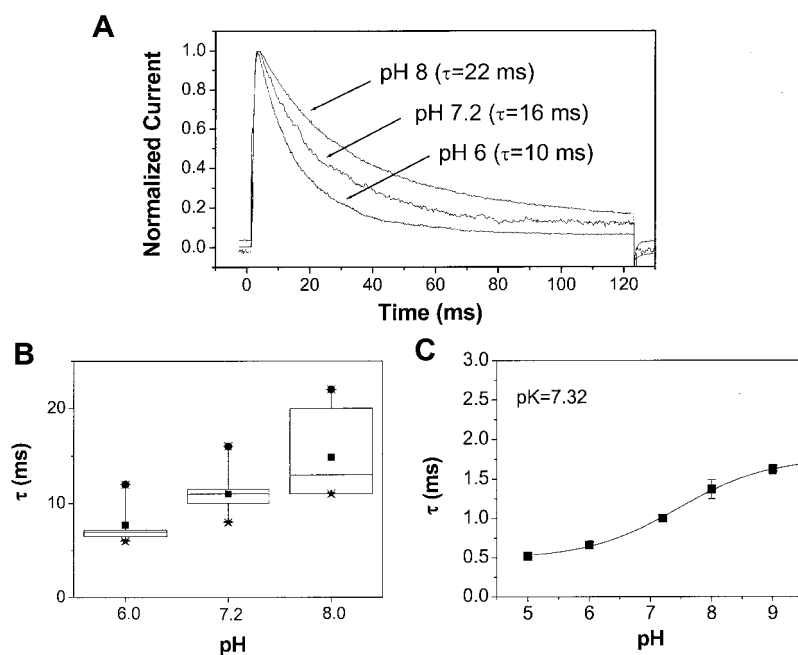 A
Normalized Current
1.0
0.8
0.6
0.4
0.2
0.0
pH 8 (τ=22 ms)
pH 7.2 (τ=16 ms)
pH 6 (τ=10 ms)
0
20
40
60
80
100
120
Time (ms)
B
τ (ms)
20
10
0
6.0
7.2
8.0
pH
C
τ (ms)
3.0
2.5
2.0
1.5
1.0
0.5
0.0
pK=7.32
5
6
7
8
9
pH